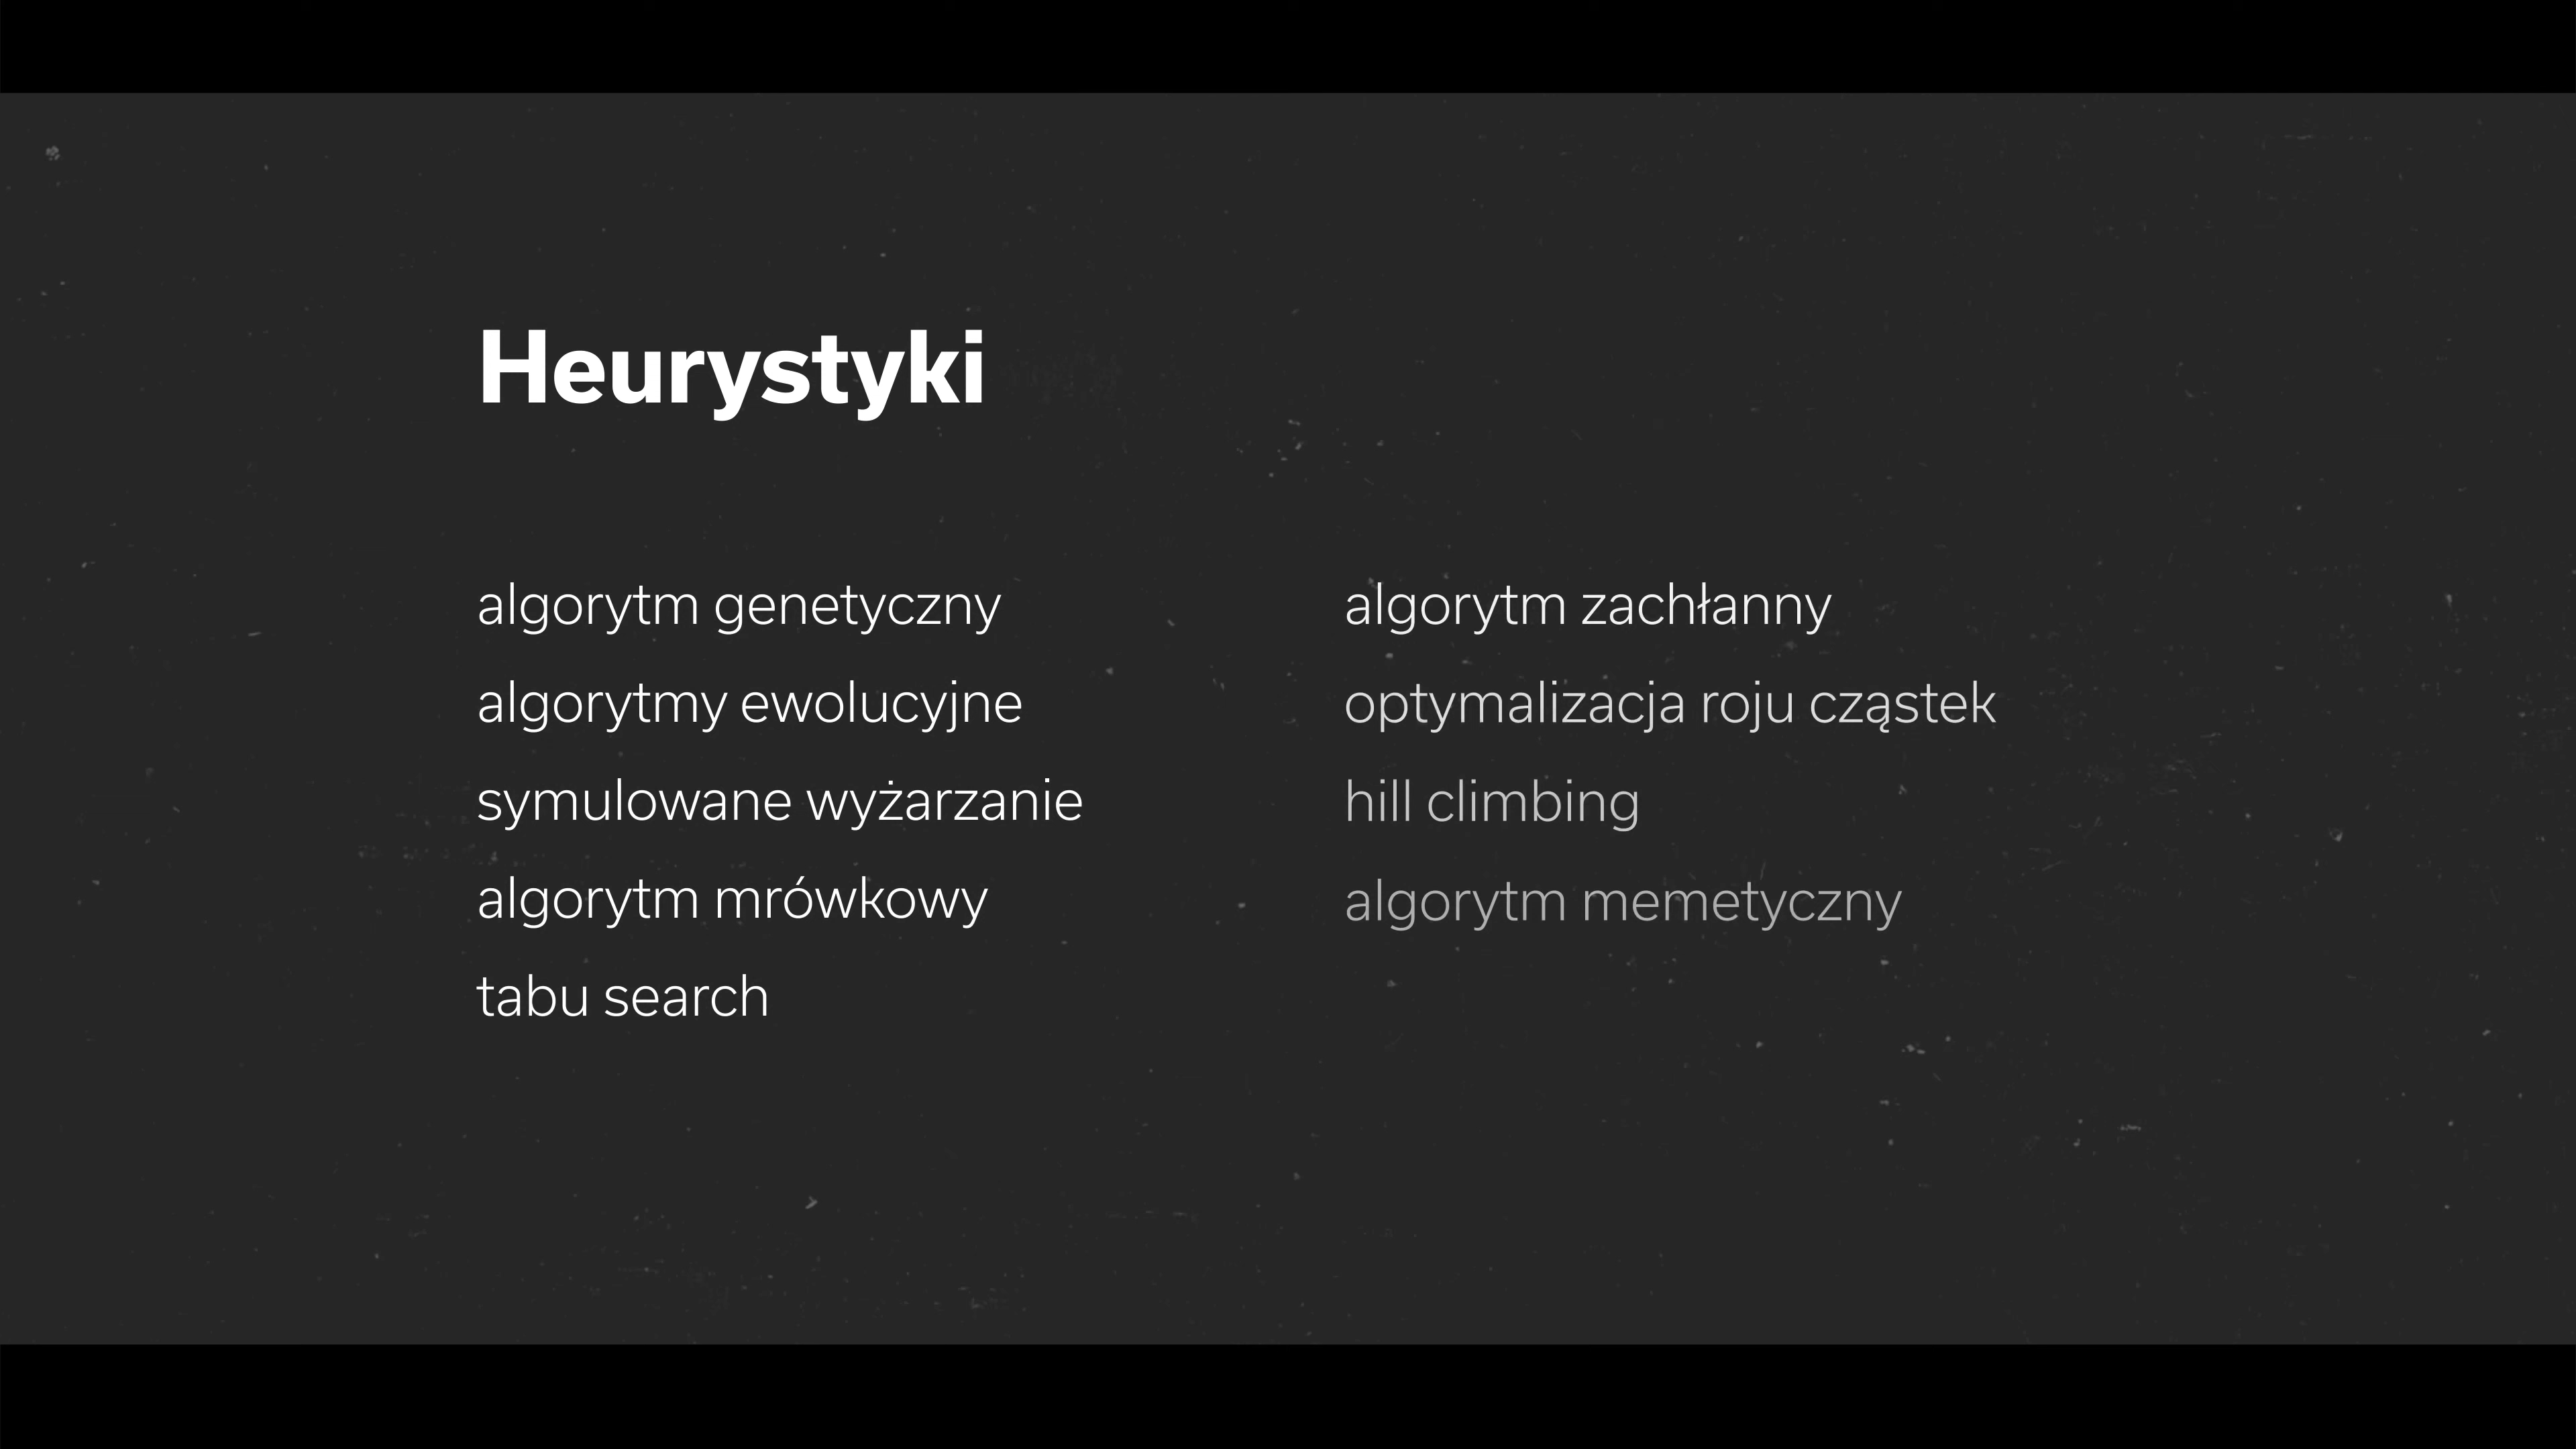 Heurystyki
algorytm genetyczny
algorytmy ewolucyjne
symulowane wyżarzanie
algorytm mrówkowy
tabu search
algorytm zachłanny
optymalizacja roju cząstek
hill climbing
algorytm memetyczny